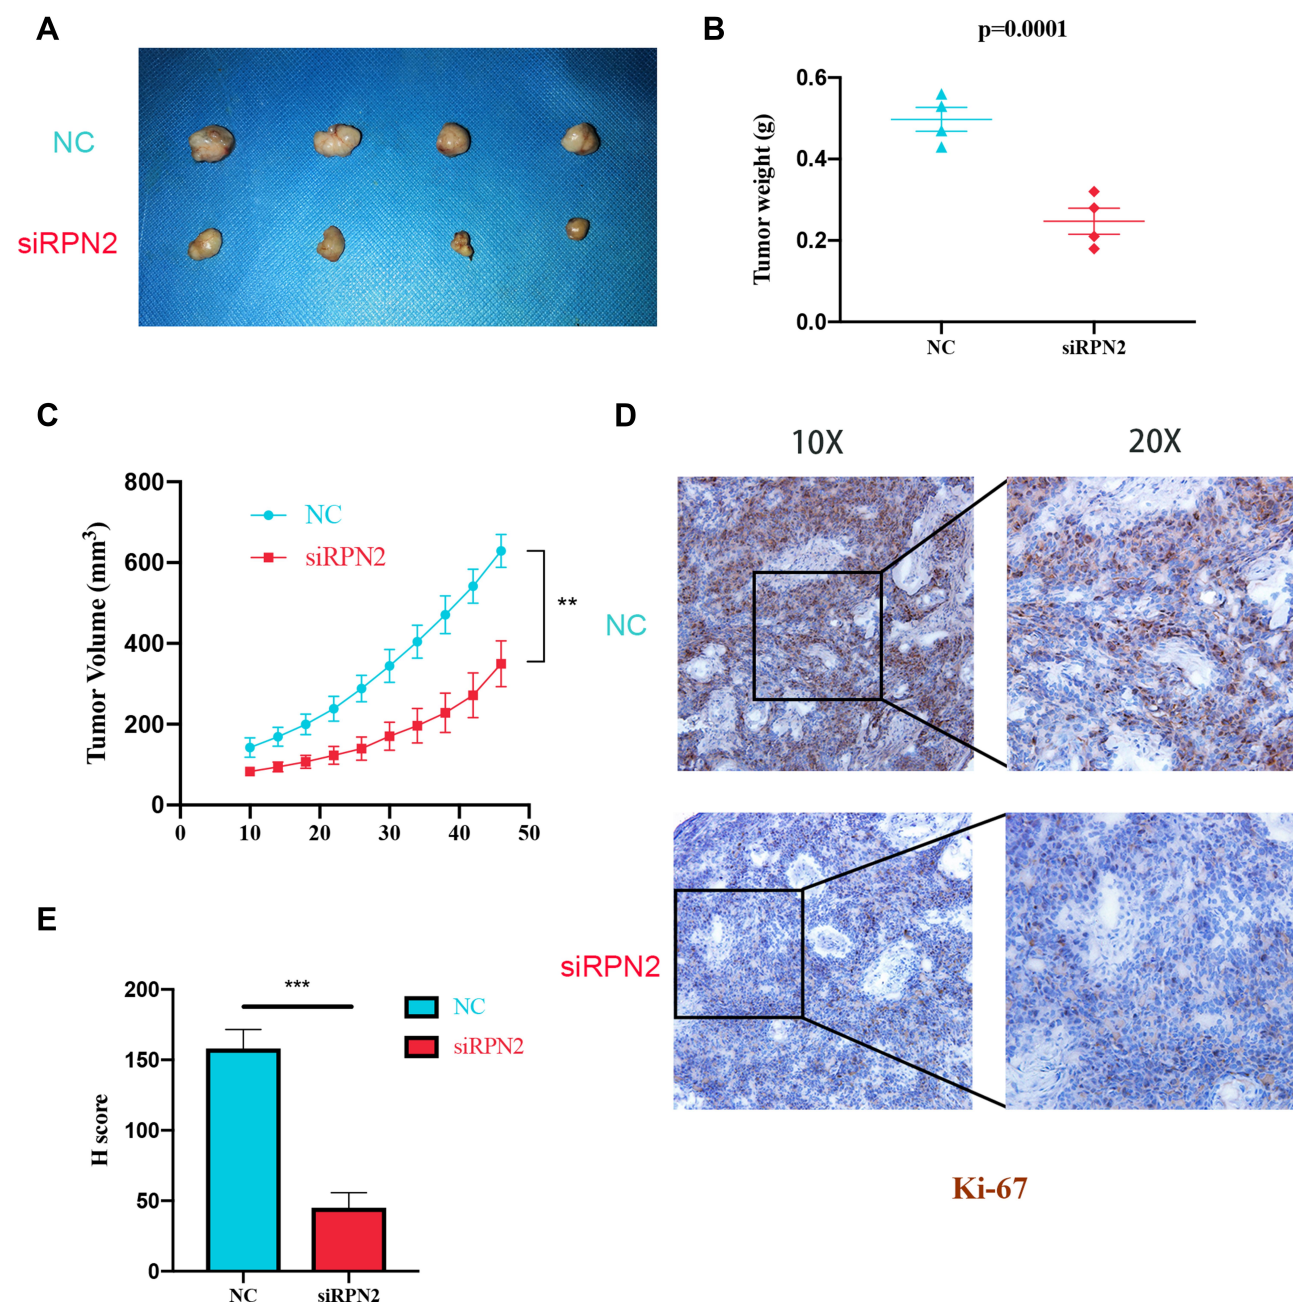 A
NC
siRPN2
B
p=0.0001
Tumor weight (g)
0.6
0.4
0.2
0.0
NC
siRPN2
C
Tumor Volume (mm³)
800
600
400
200
0
0 10 20 30 40 50
NC
siRPN2
**
D
10X 20X
NC
siRPN2
Ki-67
E
H score
200
150
100
50
0
***
NC
siRPN2
NC
siRPN2